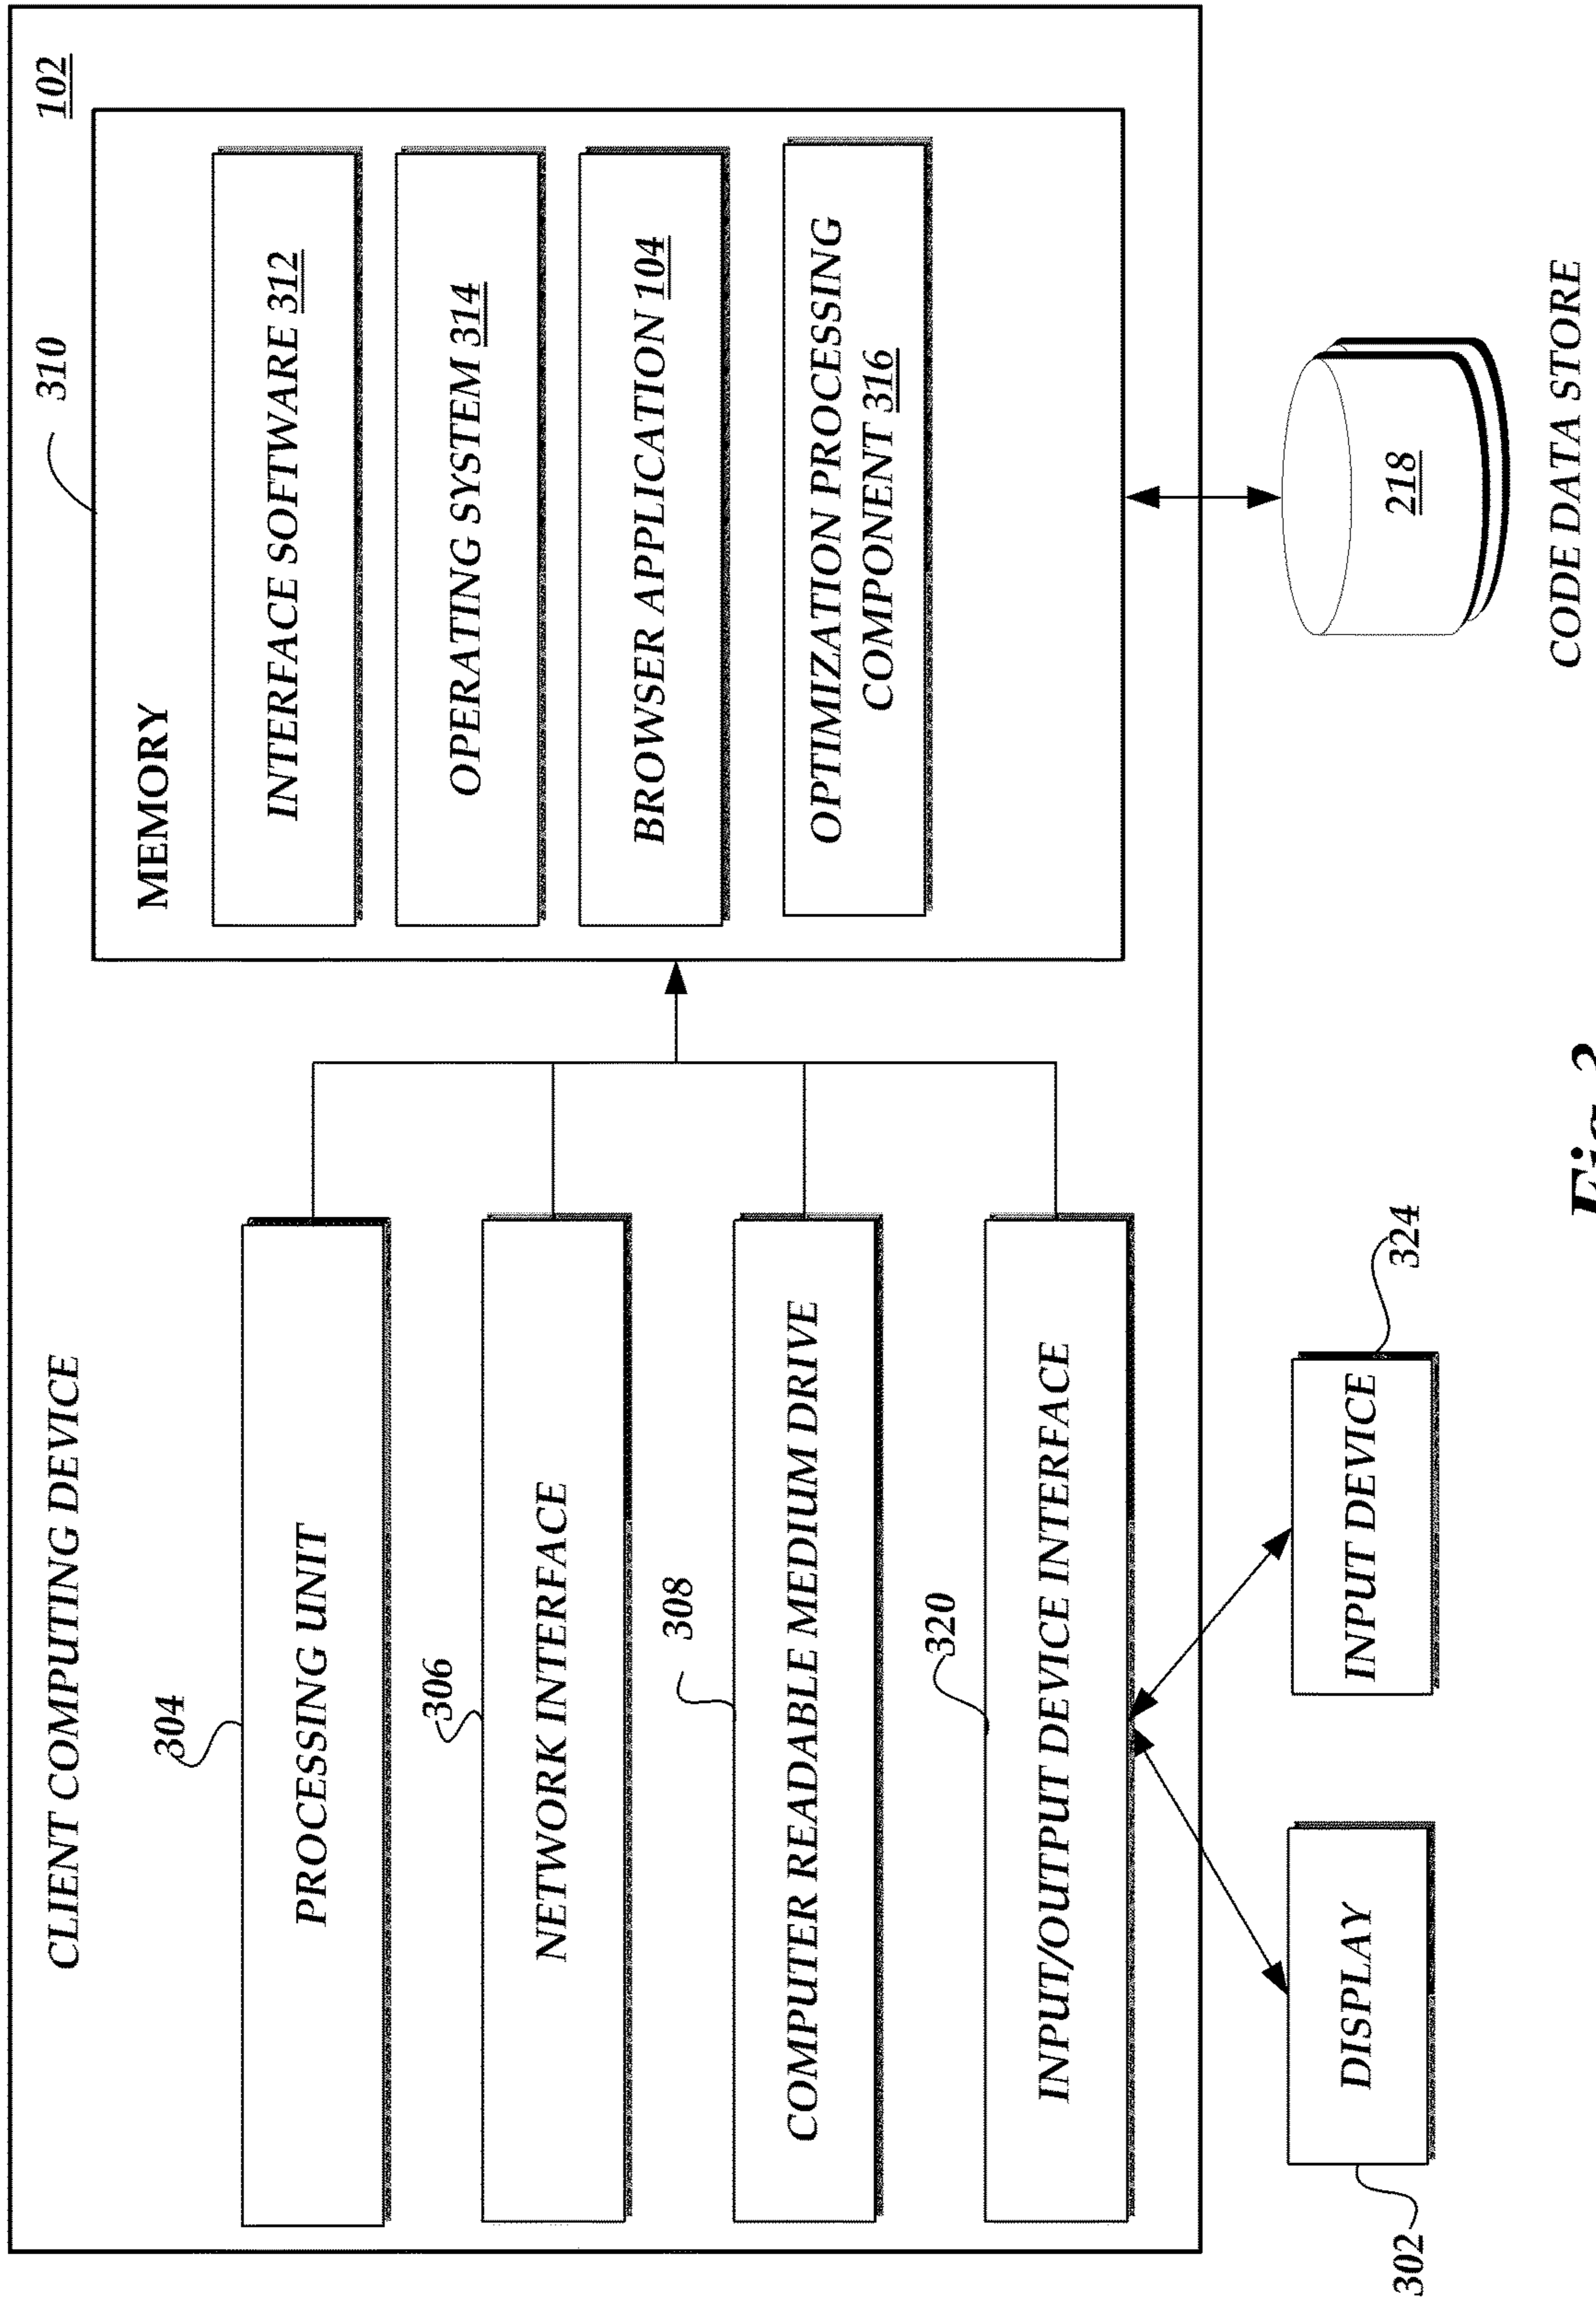 CLIENT COMPUTING DEVICE
102
304
PROCESSING UNIT
306
NETWORK INTERFACE
308
COMPUTER READABLE MEDIUM DRIVE
320
INPUT/OUTPUT DEVICE INTERFACE
310
MEMORY
INTERFACE SOFTWARE 312
OPERATING SYSTEM 314
BROWSER APPLICATION 104
OPTIMIZATION PROCESSING
COMPONENT 316
302
DISPLAY
INPUT DEVICE
324
218
CODE DATA STORE
Fig.3